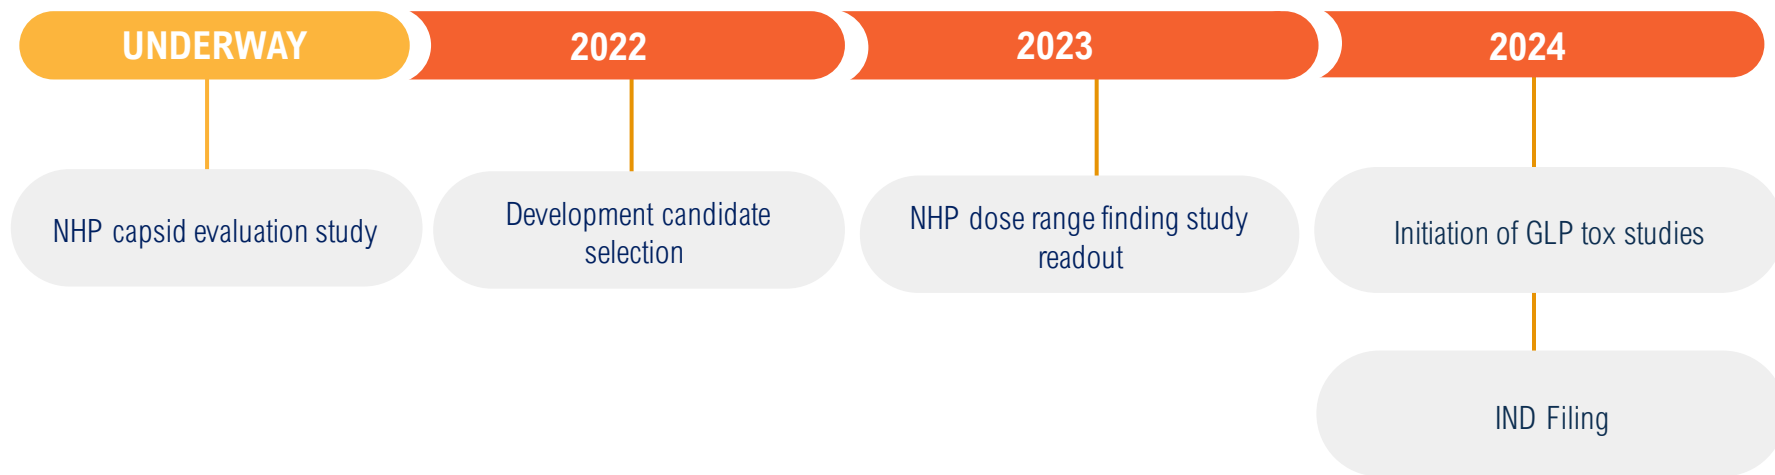 UNDERWAY
2022
2023
2024
NHP capsid evaluation study
Development candidate
selection
NHP dose range finding study
readout
Initiation of GLP tox studies
IND Filing